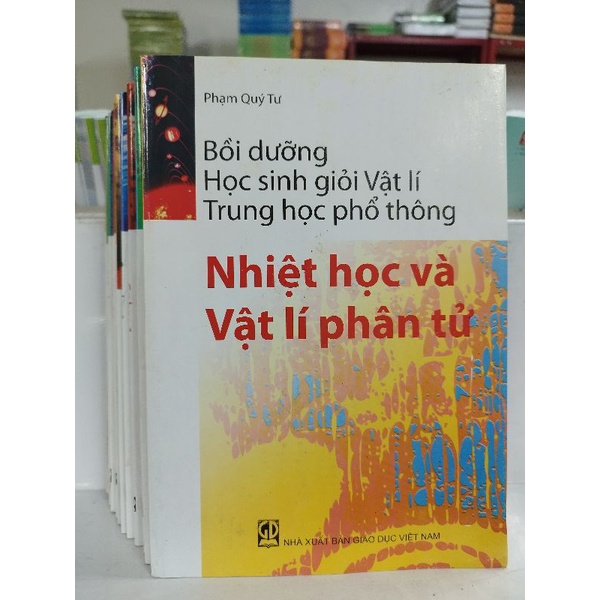 Phạm Quý Tư
Bồi dưỡng
Học sinh giỏi Vật lí
Trung học phổ thông
Nhiệt học và
Vật lí phân tử
GD
NHÀ XUẤT BẢN GIÁO DỤC VIỆT NAM